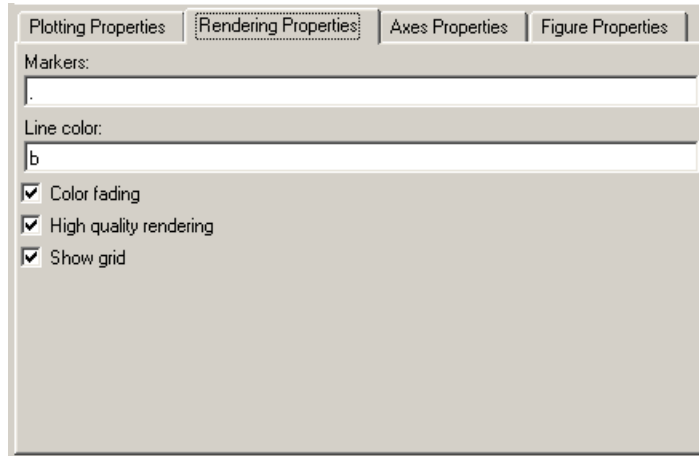 Plotting Properties Rendering Properties Axes Properties Figure Properties
Markers:
.
Line color:
b
Color fading
High quality rendering
Show grid